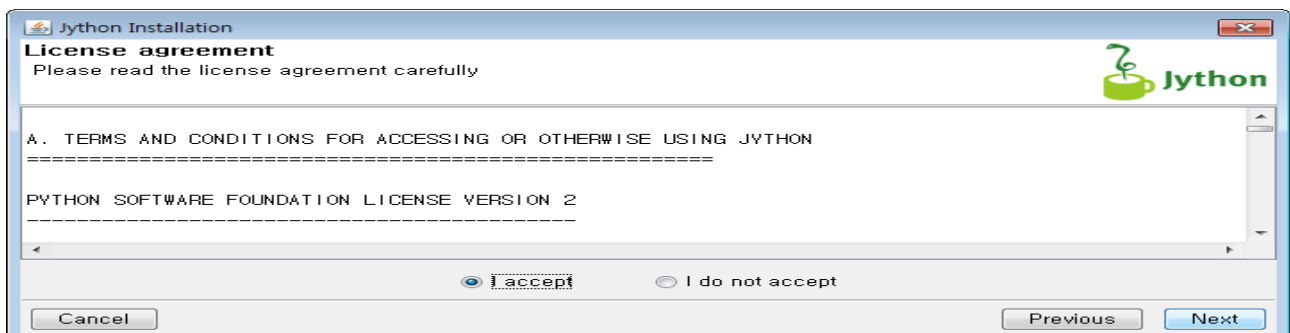 Jython Installation
License agreement
Please read the license agreement carefully
Jython
A. TERMS AND CONDITIONS FOR ACCESSING OR OTHERWISE USING JYTHON
=======================================================
PYTHON SOFTWARE FOUNDATION LICENSE VERSION 2
--------------------------------------------
I accept
I do not accept
Cancel
Previous
Next